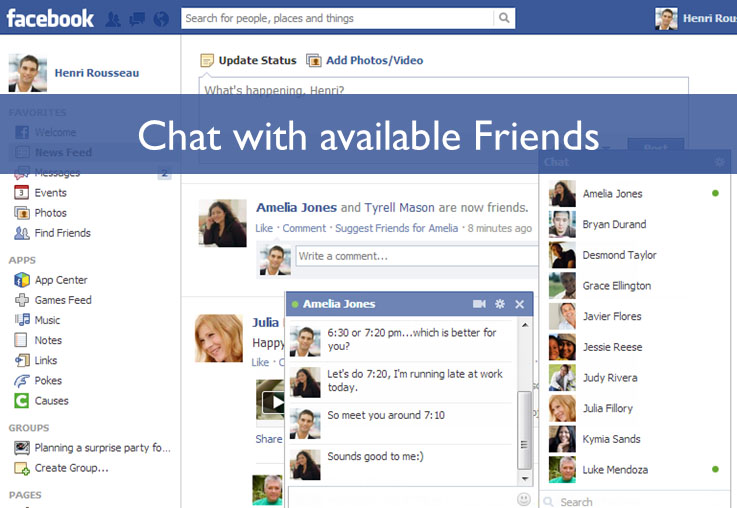 facebook
Search for people, places and things
Henri Rous
Henri Rousseau
Update Status
Add Photos/Video
What's happening, Henri?
Post
Chat with available Friends
FAVORITES
Welcome
News Feed
Messages
2
Events
Photos
Find Friends
APPS
App Center
Games Feed
Music
Notes
Links
Pokes
Causes
GROUPS
Planning a surprise party fo...
Create Group...
PAGES
Amelia Jones and Tyrell Mason are now friends.
Like · Comment · Suggest Friends for Amelia · 8 minutes ago
Write a comment...
Julia
Happy
Like · C
Share
Amelia Jones
6:30 or 7:20 pm...which is better for
you?
Let's do 7:20, I'm running late at work
today.
So meet you around 7:10
Sounds good to me:)
Chat
Amelia Jones
Bryan Durand
Desmond Taylor
Grace Ellington
Javier Flores
Jessie Reese
Judy Rivera
Julia Fillory
Kymia Sands
Luke Mendoza
Search